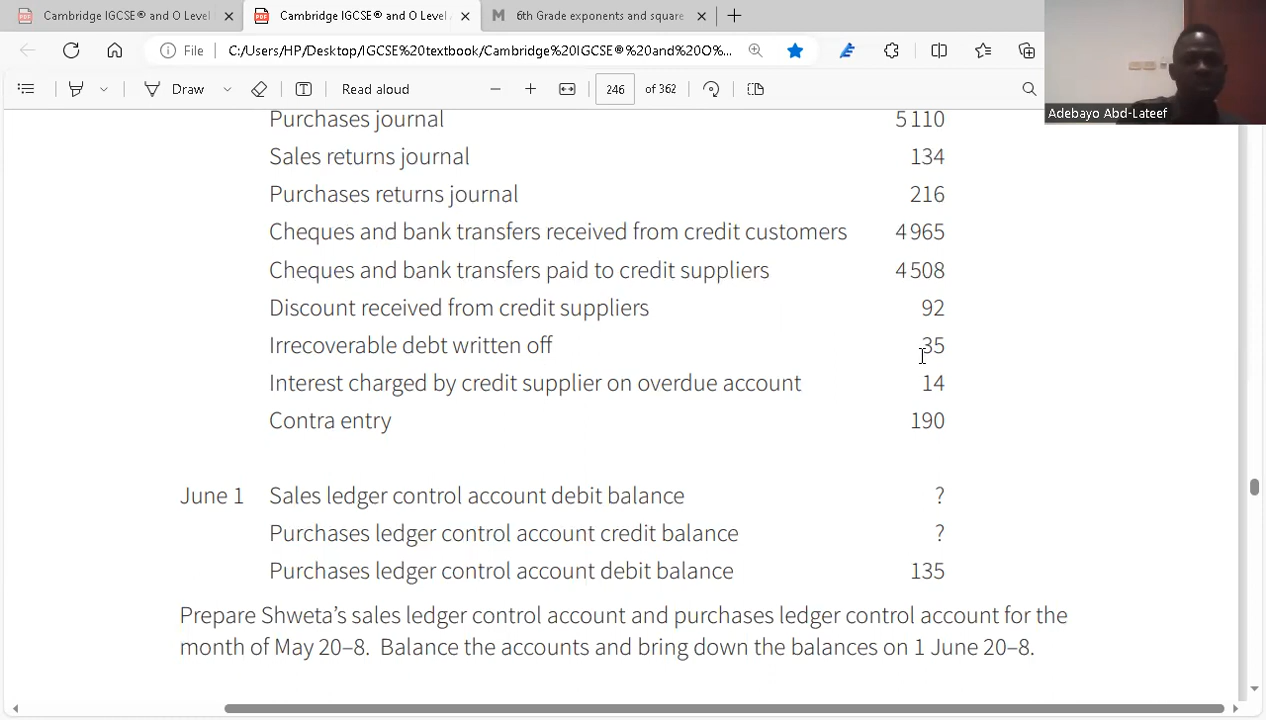 Cambridge IGCSE® and O Level
Cambridge IGCSE® and O Level
6th Grade exponents and square
File C:/Users/HP/Desktop/IGCSE%20textbook/Cambridge%20IGCSE®%20and%20O%...
Draw Read aloud 246 of 362
Adebayo Abd-Lateef
Purchases journal 5 110
Sales returns journal 134
Purchases returns journal 216
Cheques and bank transfers received from credit customers 4 965
Cheques and bank transfers paid to credit suppliers 4 508
Discount received from credit suppliers 92
Irrecoverable debt written off 35
Interest charged by credit supplier on overdue account 14
Contra entry 190
June 1 Sales ledger control account debit balance ?
Purchases ledger control account credit balance ?
Purchases ledger control account debit balance 135
Prepare Shweta’s sales ledger control account and purchases ledger control account for the
month of May 20–8. Balance the accounts and bring down the balances on 1 June 20–8.